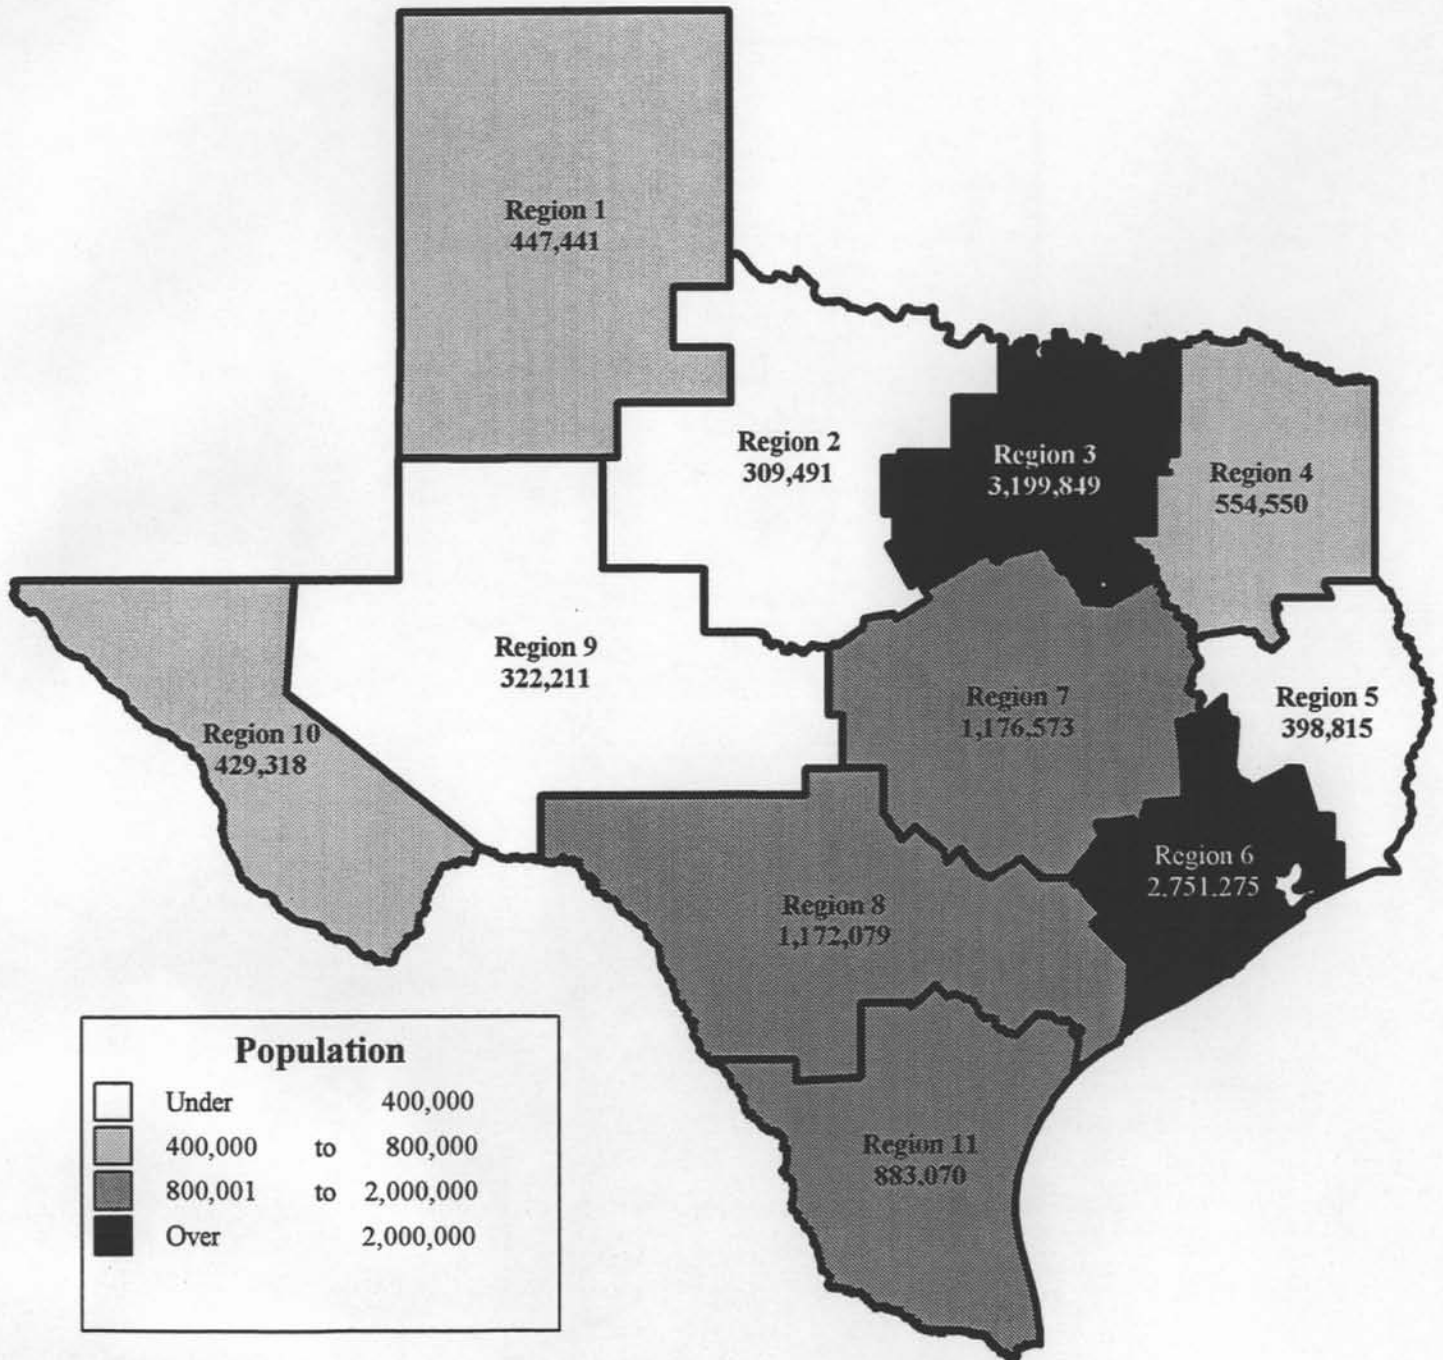 Region 1
447,441
Region 2
309,491
Region 3
3,199,849
Region 4
554,550
Region 9
322,211
Region 7
1,176,573
Region 5
398,815
Region 10
429,318
Region 6
2.751.275
Region 8
1,172,079
Region 11
883,070
Population
Under 400,000
400,000 to 800,000
800,001 to 2,000,000
Over 2,000,000